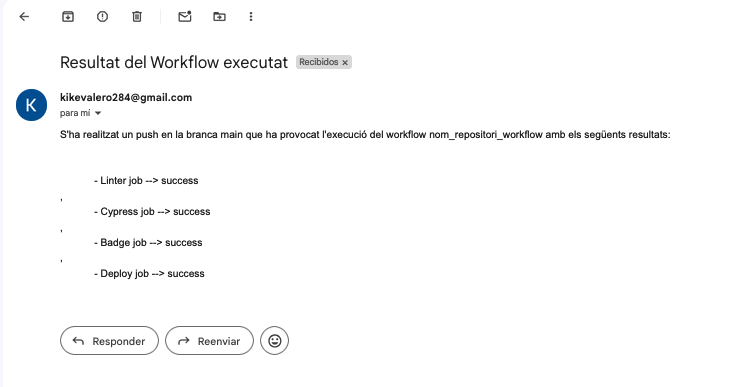 Resultat del Workflow executat Recibidos x
K
kikevalero284@gmail.com
para mí
S'ha realitzat un push en la branca main que ha provocat l'execució del workflow nom_repositori_workflow amb els següents resultats:
- Linter job --> success
,
- Cypress job --> success
,
- Badge job --> success
,
- Deploy job --> success
Responder Reenviar